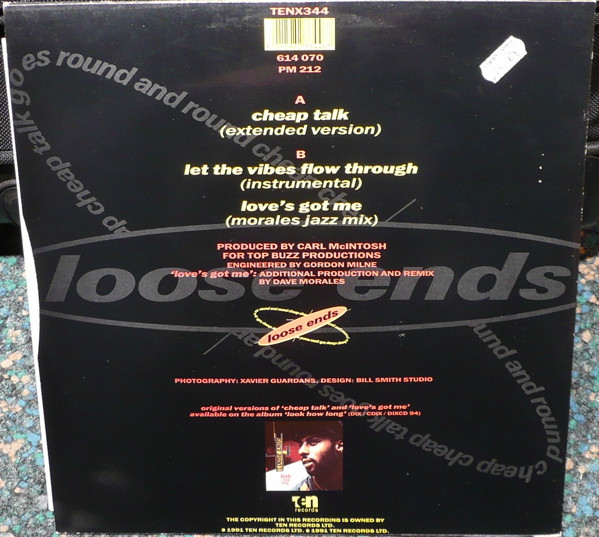 TENX344
614 070
PM 212
A
cheap talk
(extended version)
B
let the vibes flow through
(instrumental)
love's got me
(morales jazz mix)
PRODUCED BY CARL McINTOSH
FOR TOP BUZZ PRODUCTIONS
ENGINEERED BY GORDON MILNE
'love's got me': ADDITIONAL PRODUCTION AND REMIX
BY DAVE MORALES
loose ends
loose ends
PHOTOGRAPHY: XAVIER GUARDANS. DESIGN: BILL SMITH STUDIO
original versions of 'cheap talk' and 'love's got me'
available on the album 'look how long' (DIX / CDIX / DIXCD 94)
ten
records
THE COPYRIGHT IN THIS RECORDING IS OWNED BY
TEN RECORDS LTD.
℗ 1991 TEN RECORDS LTD. © 1991 TEN RECORDS LTD.
cheap talk goes round and round cheap
cheap talk cheap talk goes round and round